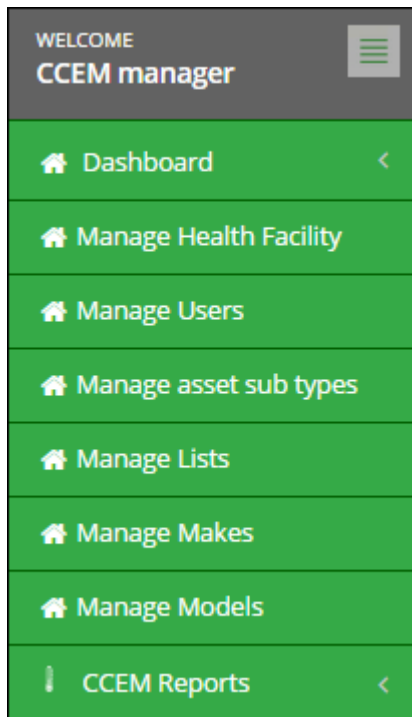 WELCOME
CCEM manager
Dashboard
Manage Health Facility
Manage Users
Manage asset sub types
Manage Lists
Manage Makes
Manage Models
CCEM Reports